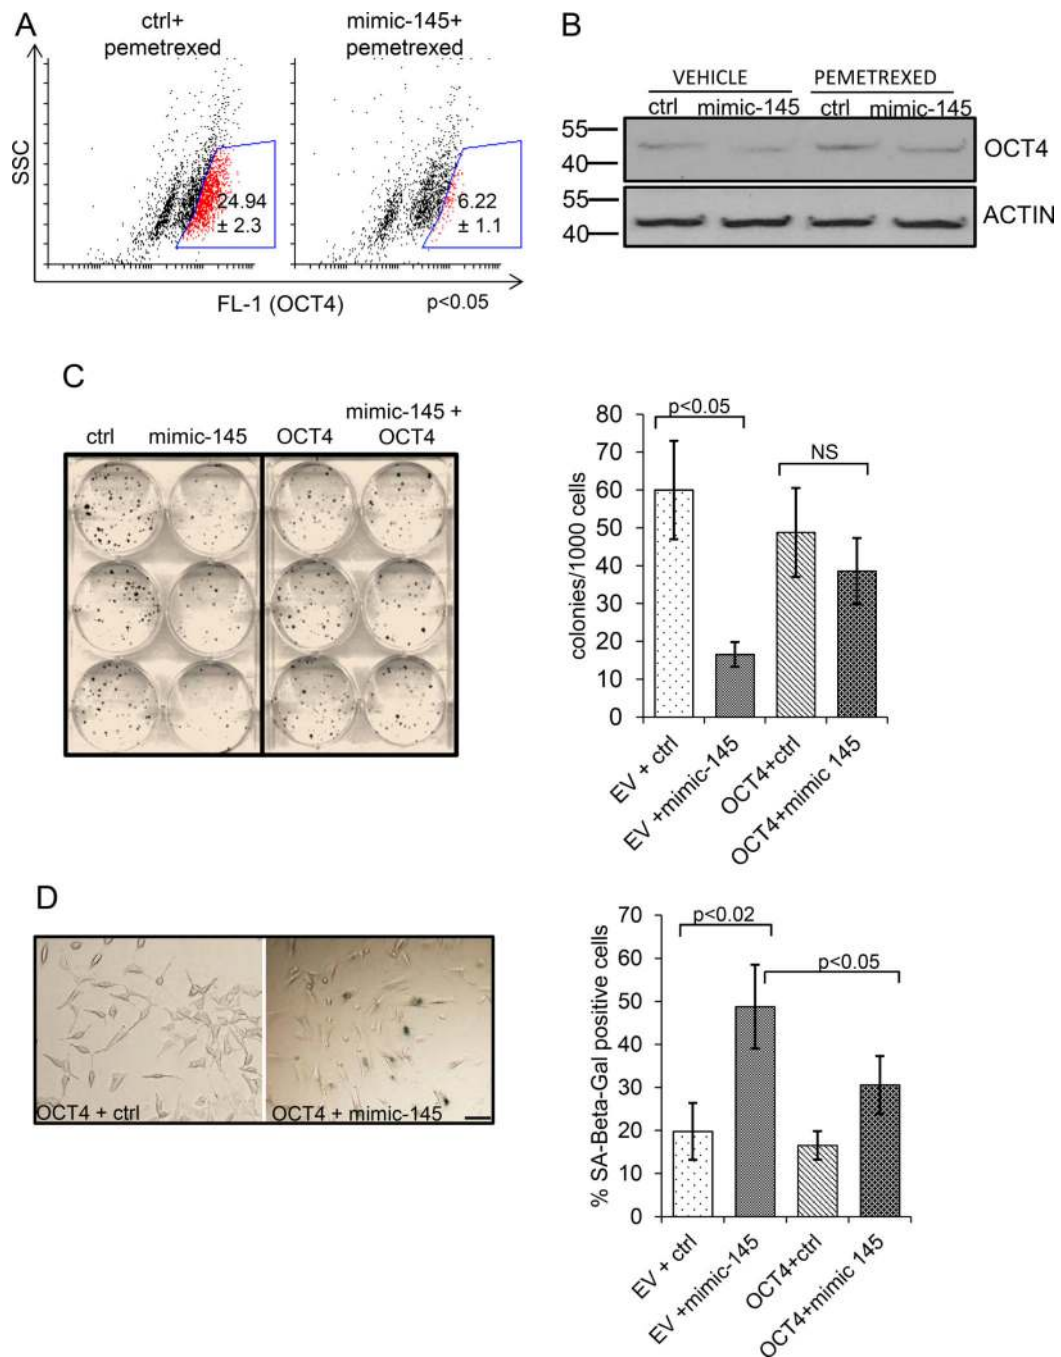 A
ctrl+
pemetrexed
mimic-145+
pemetrexed
SSC
24.94
± 2.3
6.22
± 1.1
FL-1 (OCT4)
p<0.05
B
VEHICLE
PEMETREXED
ctrl mimic-145 ctrl mimic-145
55
40
OCT4
55
40
ACTIN
C
ctrl mimic-145 OCT4 mimic-145 +
OCT4
colonies/1000 cells
80
70
60
50
40
30
20
10
0
p<0.05
NS
EV + ctrl
EV +mimic-145
OCT4+ctrl
OCT4+mimic 145
D
OCT4 + ctrl
OCT4 + mimic-145
% SA-Beta-Gal positive cells
70
60
50
40
30
20
10
0
p<0.02
p<0.05
EV + ctrl
EV +mimic-145
OCT4+ctrl
OCT4+mimic 145